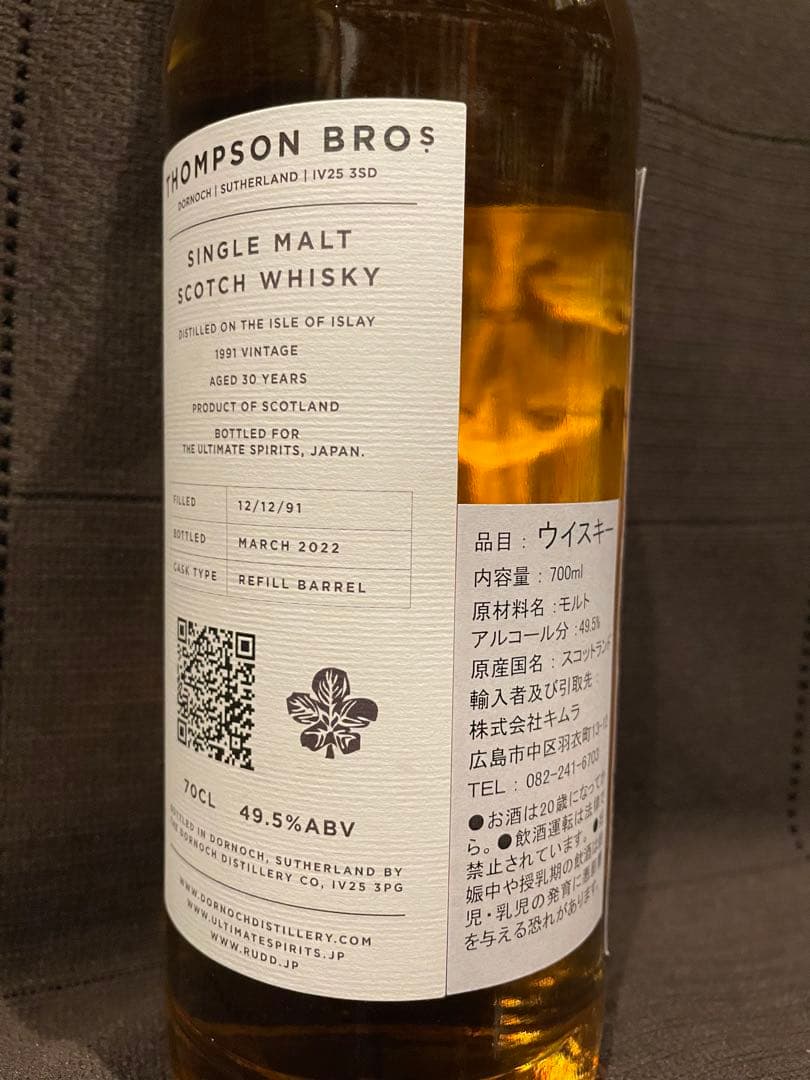 THOMPSON BROS.
DORNOCH | SUTHERLAND | IV25 3SD
SINGLE MALT
SCOTCH WHISKY
DISTILLED ON THE ISLE OF ISLAY
1991 VINTAGE
AGED 30 YEARS
PRODUCT OF SCOTLAND
BOTTLED FOR
THE ULTIMATE SPIRITS, JAPAN.
FILLED 12/12/91
BOTTLED MARCH 2022
CASK TYPE REFILL BARREL
70CL 49.5%ABV
BOTTLED IN DORNOCH, SUTHERLAND BY
THE DORNOCH DISTILLERY CO, IV25 3PG
WWW.DORNOCHDISTILLERY.COM
WWW.ULTIMATESPIRITS.JP
WWW.RUDD.JP
品目：ウイスキー
内容量：700ml
原材料名：モルト
アルコール分：49.5%
原産国名：スコットランド
輸入者及び引取先：
株式会社キムラ
広島市中区羽衣町13-12
TEL：082-241-6703
●お酒は20歳になってか
ら。●飲酒運転は法律で
禁止されています。●妊
娠中や授乳期の飲酒は胎
児・乳児の発育に悪影響
を与える恐れがあります。